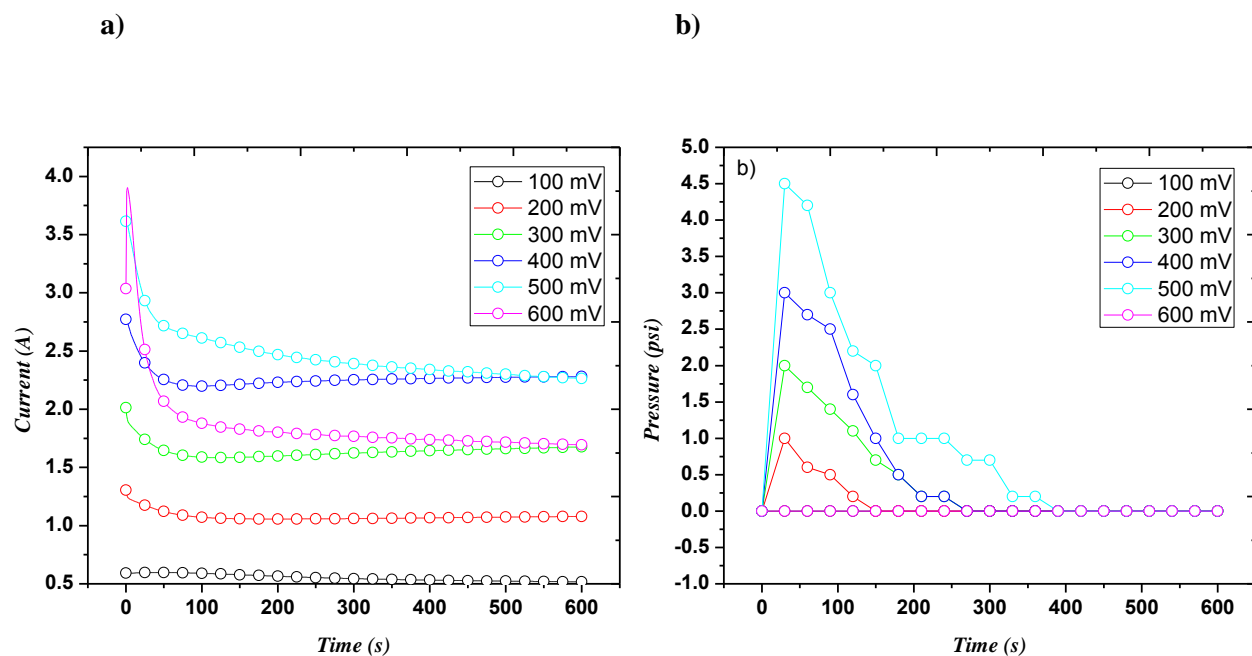 a)
b)
4.0
3.5
3.0
2.5
2.0
1.5
1.0
0.5
Current (A)
0 100 200 300 400 500 600
Time (s)
100 mV
200 mV
300 mV
400 mV
500 mV
600 mV
b)
5.0
4.5
4.0
3.5
3.0
2.5
2.0
1.5
1.0
0.5
0.0
-0.5
-1.0
Pressure (psi)
0 100 200 300 400 500 600
Time (s)
100 mV
200 mV
300 mV
400 mV
500 mV
600 mV